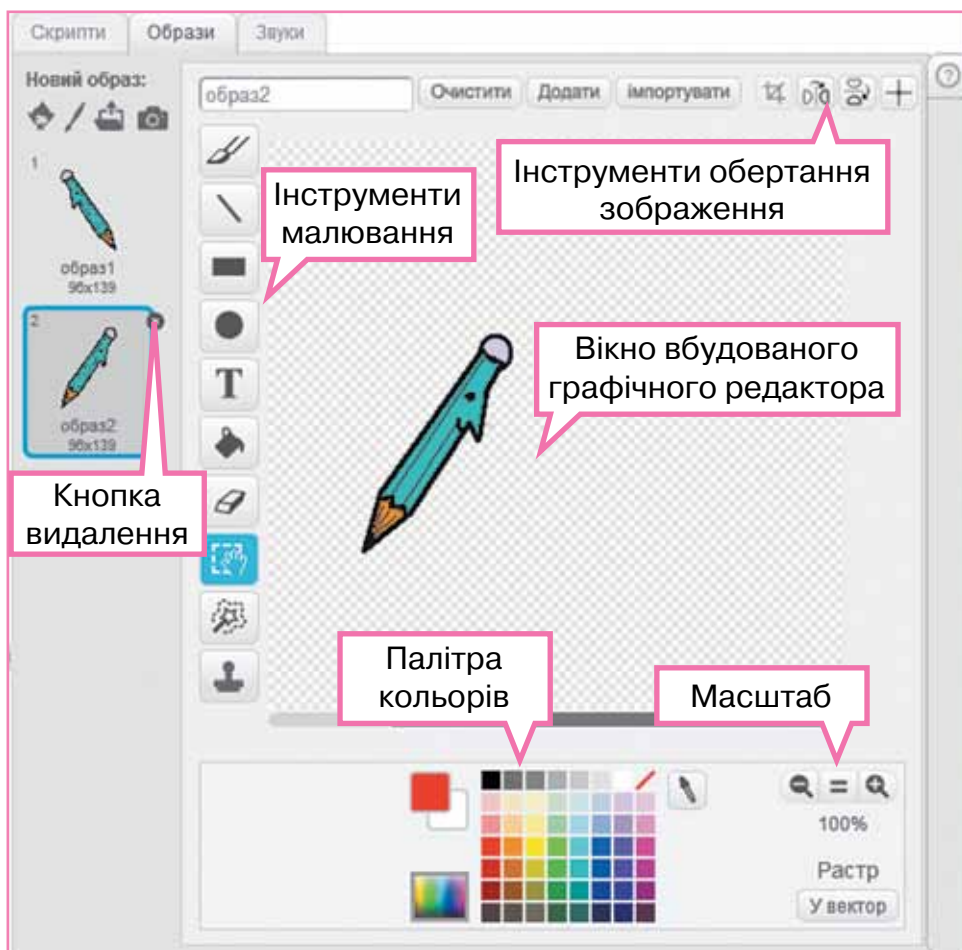 Скрипти Образи Звуки
Новий образ:
образ2 Очистити Додати імпортувати
1
образ1
96x139
2
образ2
96x139
Інструменти
малювання
Інструменти обертання
зображення
T
Вікно вбудованого
графічного редактора
Кнопка
видалення
Палітра
кольорів
Масштаб
100%
Растр
У вектор